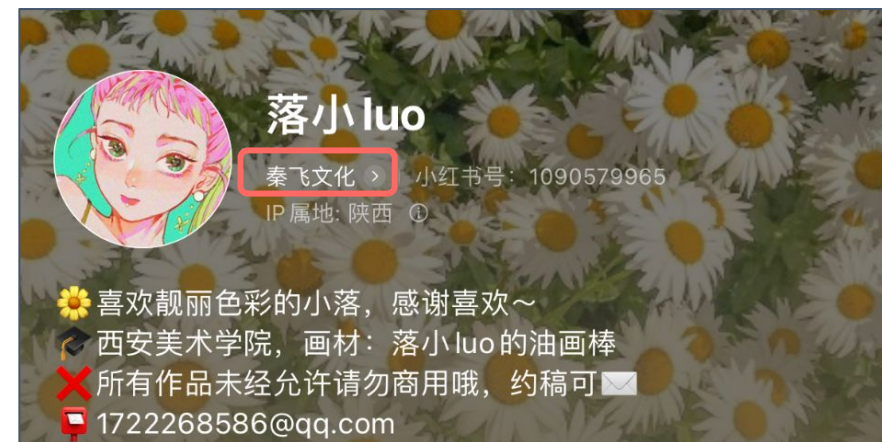 落小luo
秦飞文化 > 小红书号：1090579965
IP属地: 陕西
🌼喜欢靓丽色彩的小落，感谢喜欢～
🎓西安美术学院，画材：落小luo的油画棒
❌所有作品未经允许请勿商用哦，约稿可✉️
📮1722268586@qq.com